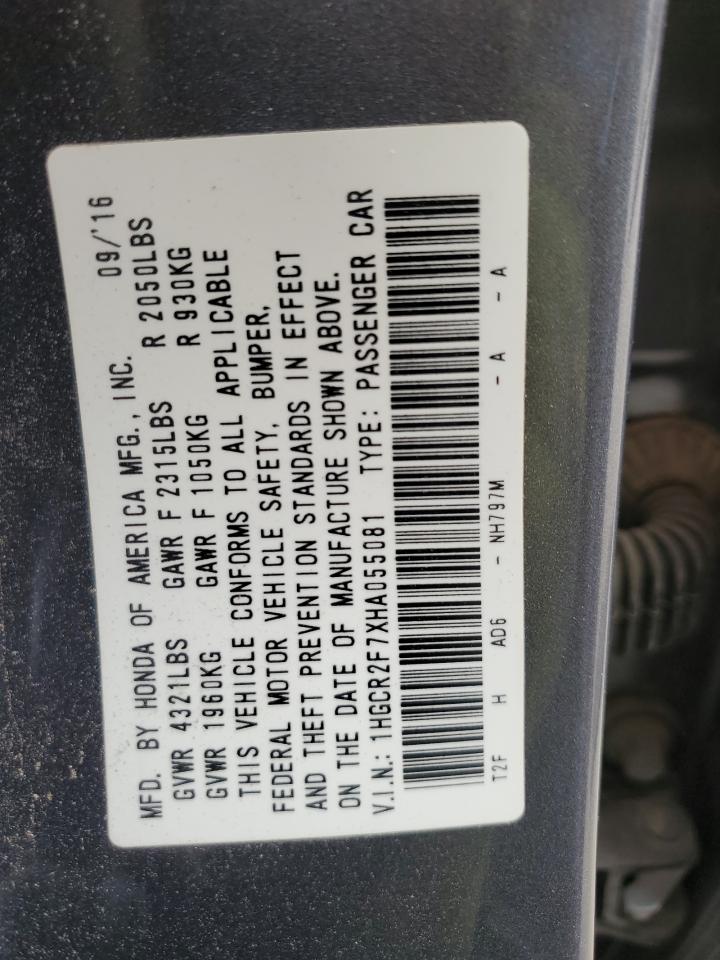 MFD. BY HONDA OF AMERICA MFG., INC. 09/'16
GVWR 4321LBS GAWR F 2315LBS R 2050LBS
GVWR 1960KG GAWR F 1050KG R 930KG
THIS VEHICLE CONFORMS TO ALL APPLICABLE
FEDERAL MOTOR VEHICLE SAFETY, BUMPER,
AND THEFT PREVENTION STANDARDS IN EFFECT
ON THE DATE OF MANUFACTURE SHOWN ABOVE.
V.I.N.: 1HGCR2F7XHA055081 TYPE: PASSENGER CAR
T2F H AD6 - NH797M - A - A